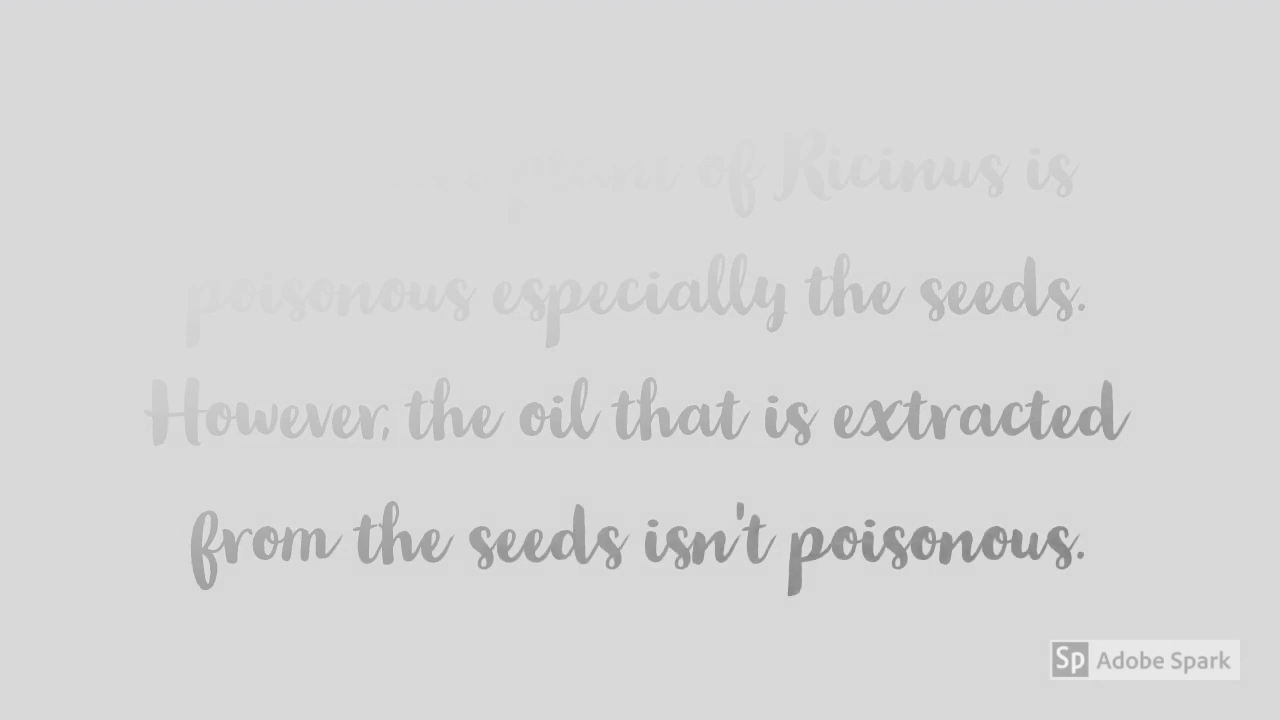 plant of Ricinus is
poisonous especially the seeds.
However, the oil that is extracted
from the seeds isn't poisonous.
Sp Adobe Spark